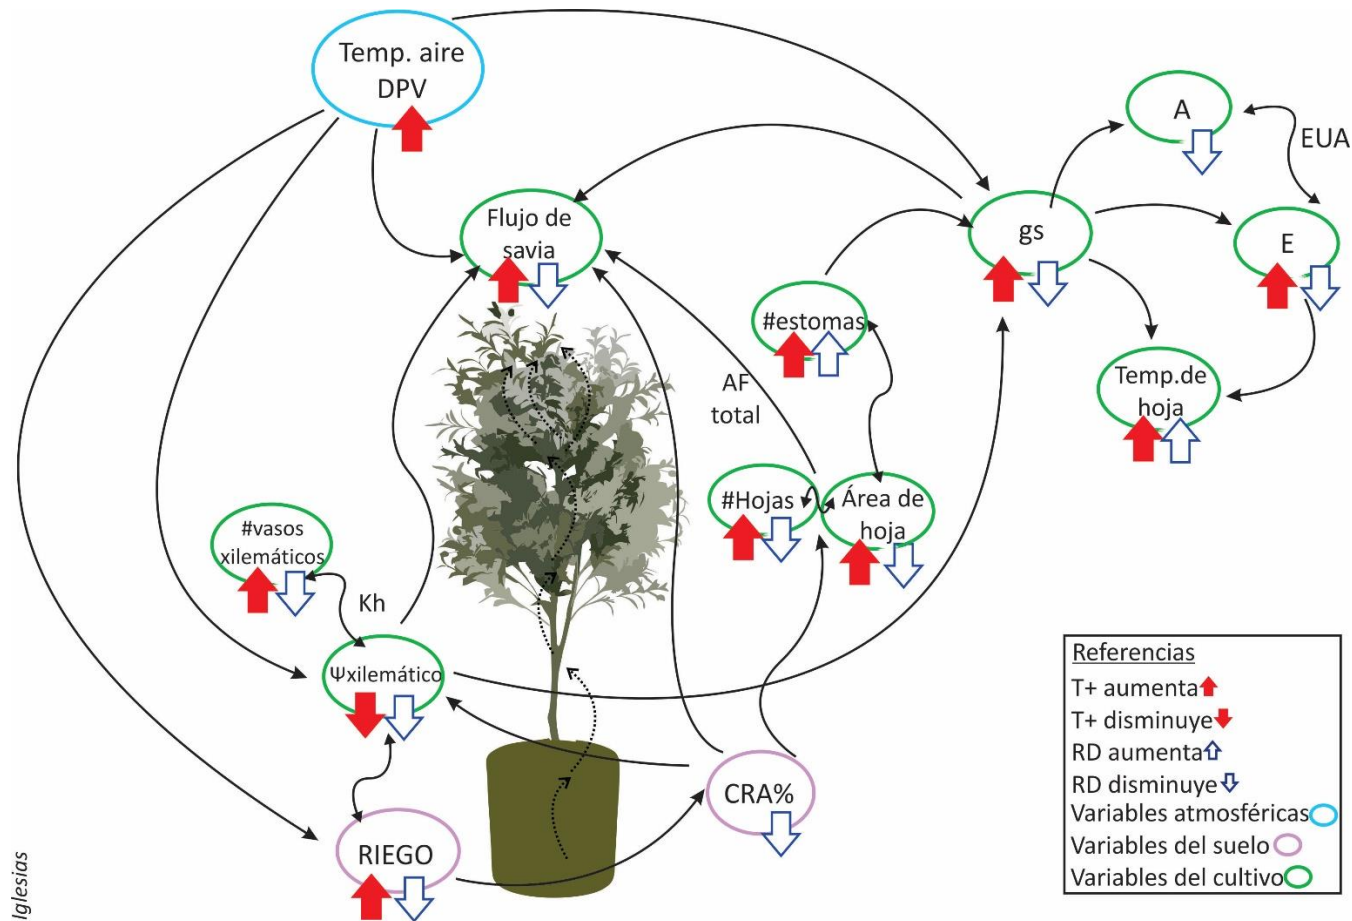 Temp. aire
DPV
A
EUA
Flujo de
savia
gs
E
#estomas
Temp.de
hoja
AF
total
#Hojas
Área de
hoja
#vasos
xilemáticos
Kh
Ψxilemático
CRA%
RIEGO
Referencias
T+ aumenta
T+ disminuye
RD aumenta
RD disminuye
Variables atmosféricas
Variables del suelo
Variables del cultivo
Iglesias